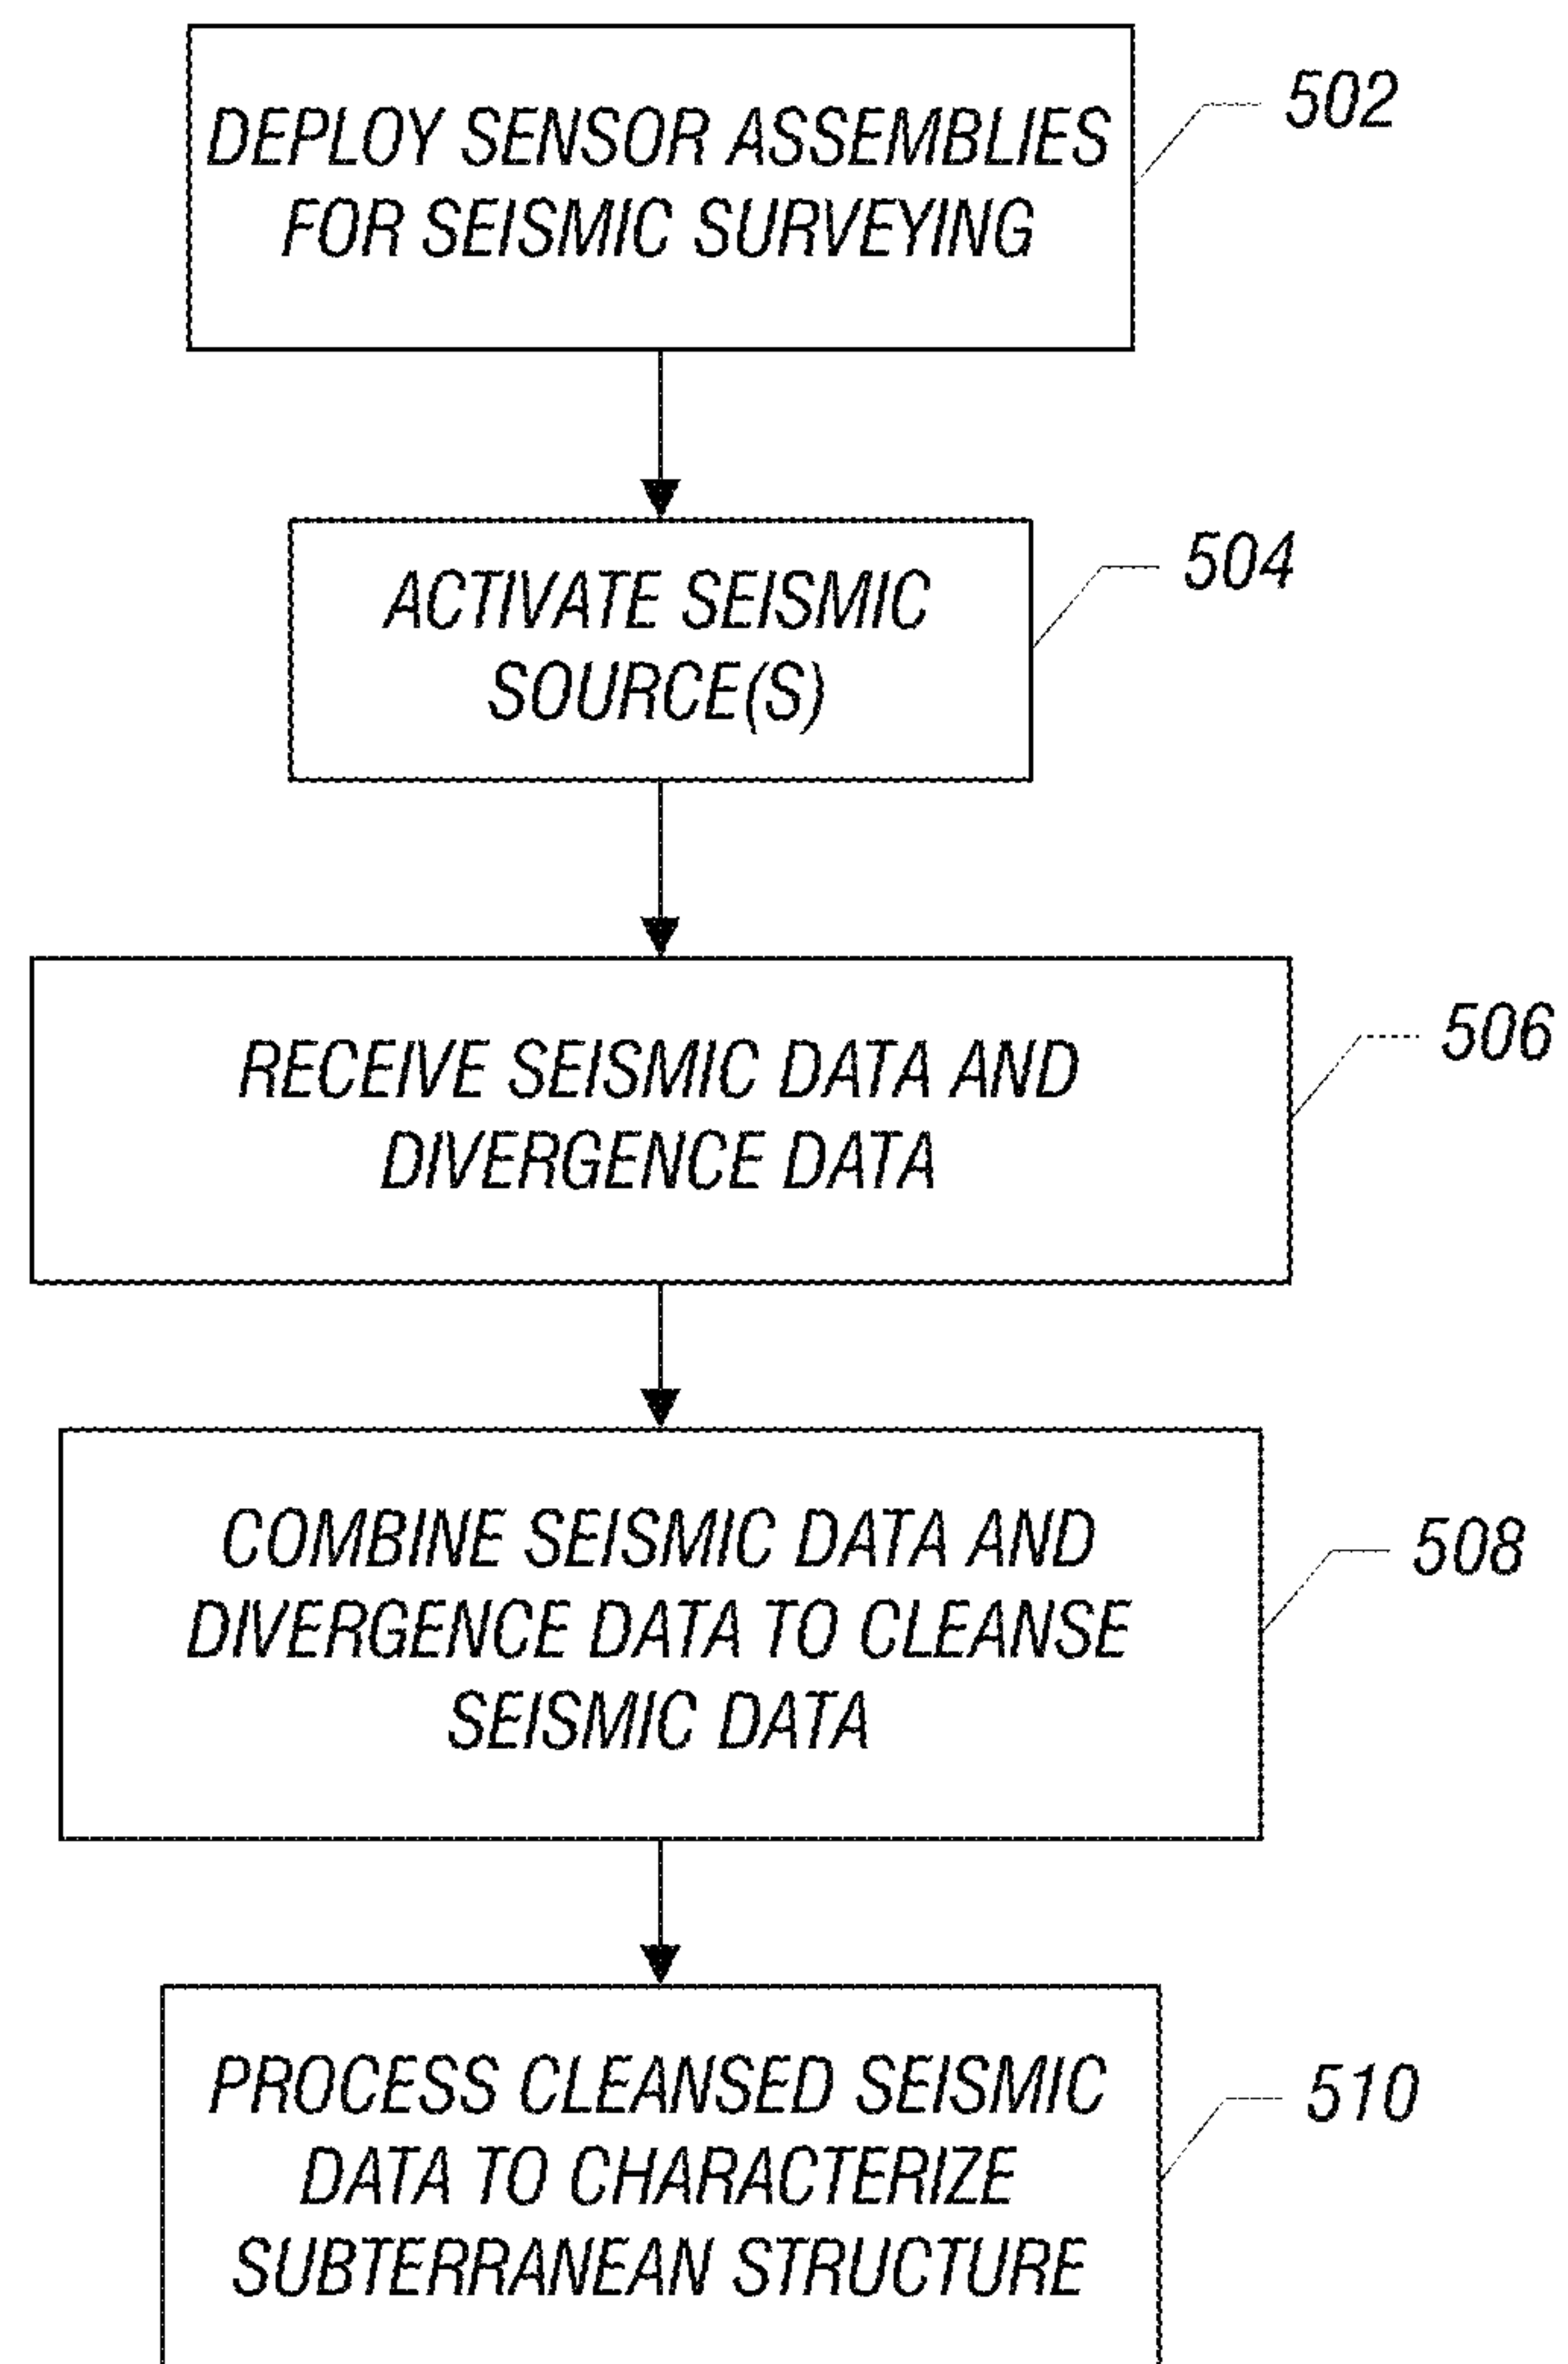 DEPLOY SENSOR ASSEMBLIES
FOR SEISMIC SURVEYING
502
ACTIVATE SEISMIC
SOURCE(S)
504
RECEIVE SEISMIC DATA AND
DIVERGENCE DATA
506
COMBINE SEISMIC DATA AND
DIVERGENCE DATA TO CLEANSE
SEISMIC DATA
508
PROCESS CLEANSED SEISMIC
DATA TO CHARACTERIZE
SUBTERRANEAN STRUCTURE
510